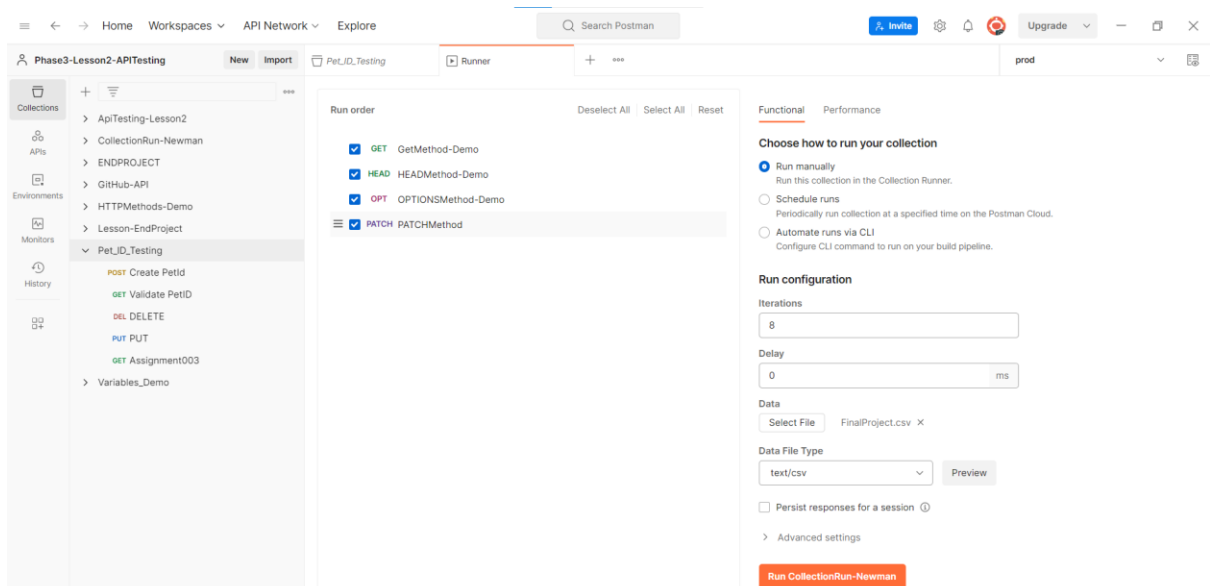 Home Workspaces API Network Explore Search Postman Invite Upgrade
Phase3-Lesson2-APITesting New Import Pet_ID_Testing Runner prod
Collections
APIs
Environments
Monitors
History
ApiTesting-Lesson2
CollectionRun-Newman
ENDPROJECT
GitHub-API
HTTPMethods-Demo
Lesson-EndProject
Pet_ID_Testing
POST Create PetId
GET Validate PetID
DEL DELETE
PUT PUT
GET Assignment003
Variables_Demo
Run order Deselect All Select All Reset
GET GetMethod-Demo
HEAD HEADMethod-Demo
OPT OPTIONSMethod-Demo
PATCH PATCHMethod
Functional Performance
Choose how to run your collection
Run manually
Run this collection in the Collection Runner.
Schedule runs
Periodically run collection at a specified time on the Postman Cloud.
Automate runs via CLI
Configure CLI command to run on your build pipeline.
Run configuration
Iterations
8
Delay
0 ms
Data
Select File FinalProject.csv
Data File Type
text/csv Preview
Persist responses for a session
Advanced settings
Run CollectionRun-Newman